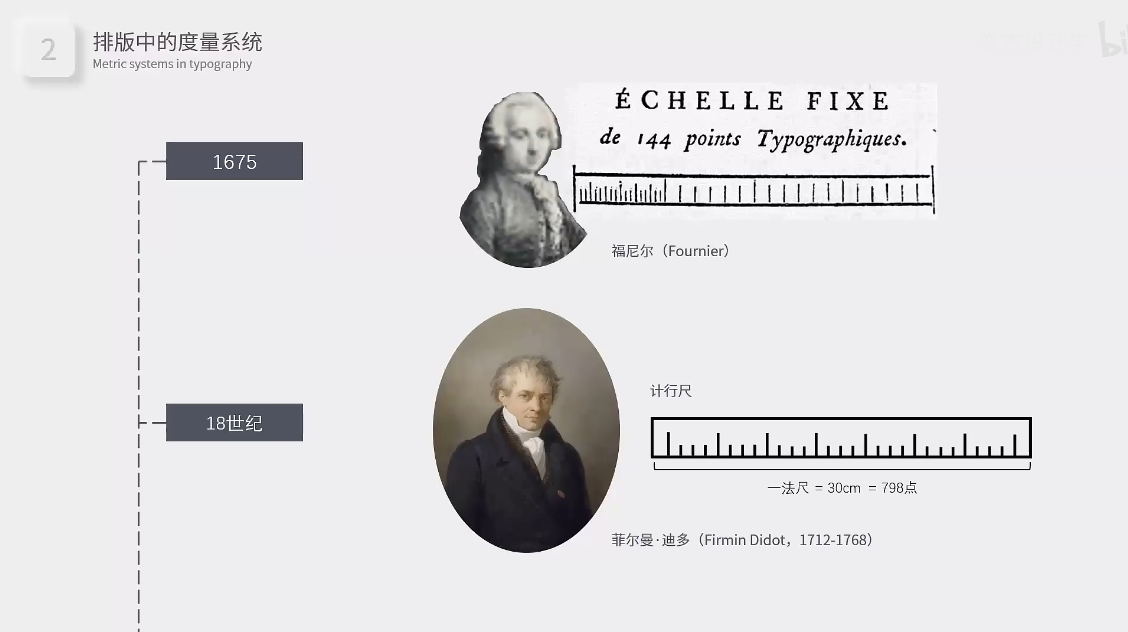 2
排版中的度量系统
Metric systems in typography
1675
ÉCHELLE FIXE
de 144 points Typographiques.
福尼尔（Fournier）
18世纪
计行尺
一法尺 = 30cm = 798点
菲尔曼·迪多（Firmin Didot，1712-1768）